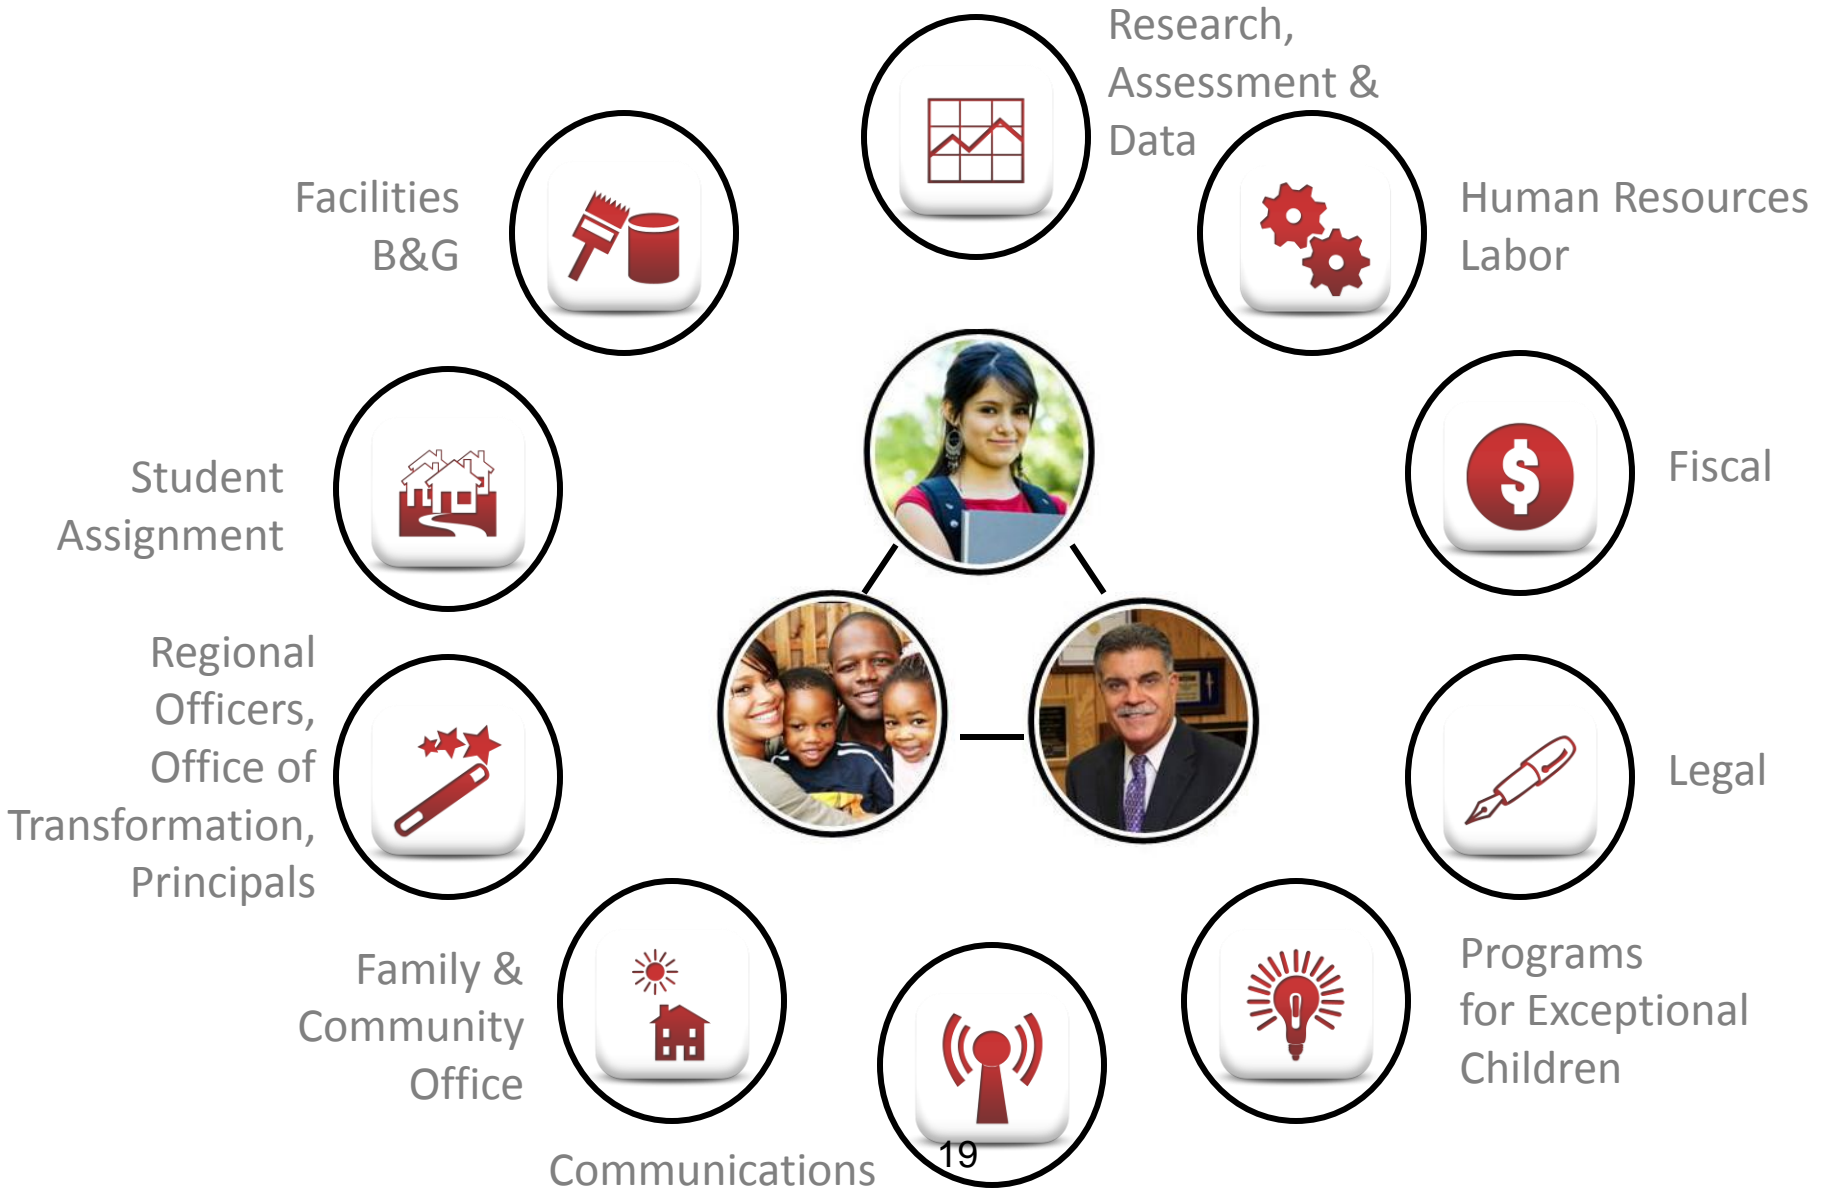 Research,
Assessment &
Data
Facilities
B&G
Human Resources
Labor
Student
Assignment
Fiscal
Regional
Officers,
Office of
Transformation,
Principals
Legal
Family &
Community
Office
Programs
for Exceptional
Children
Communications
19
$